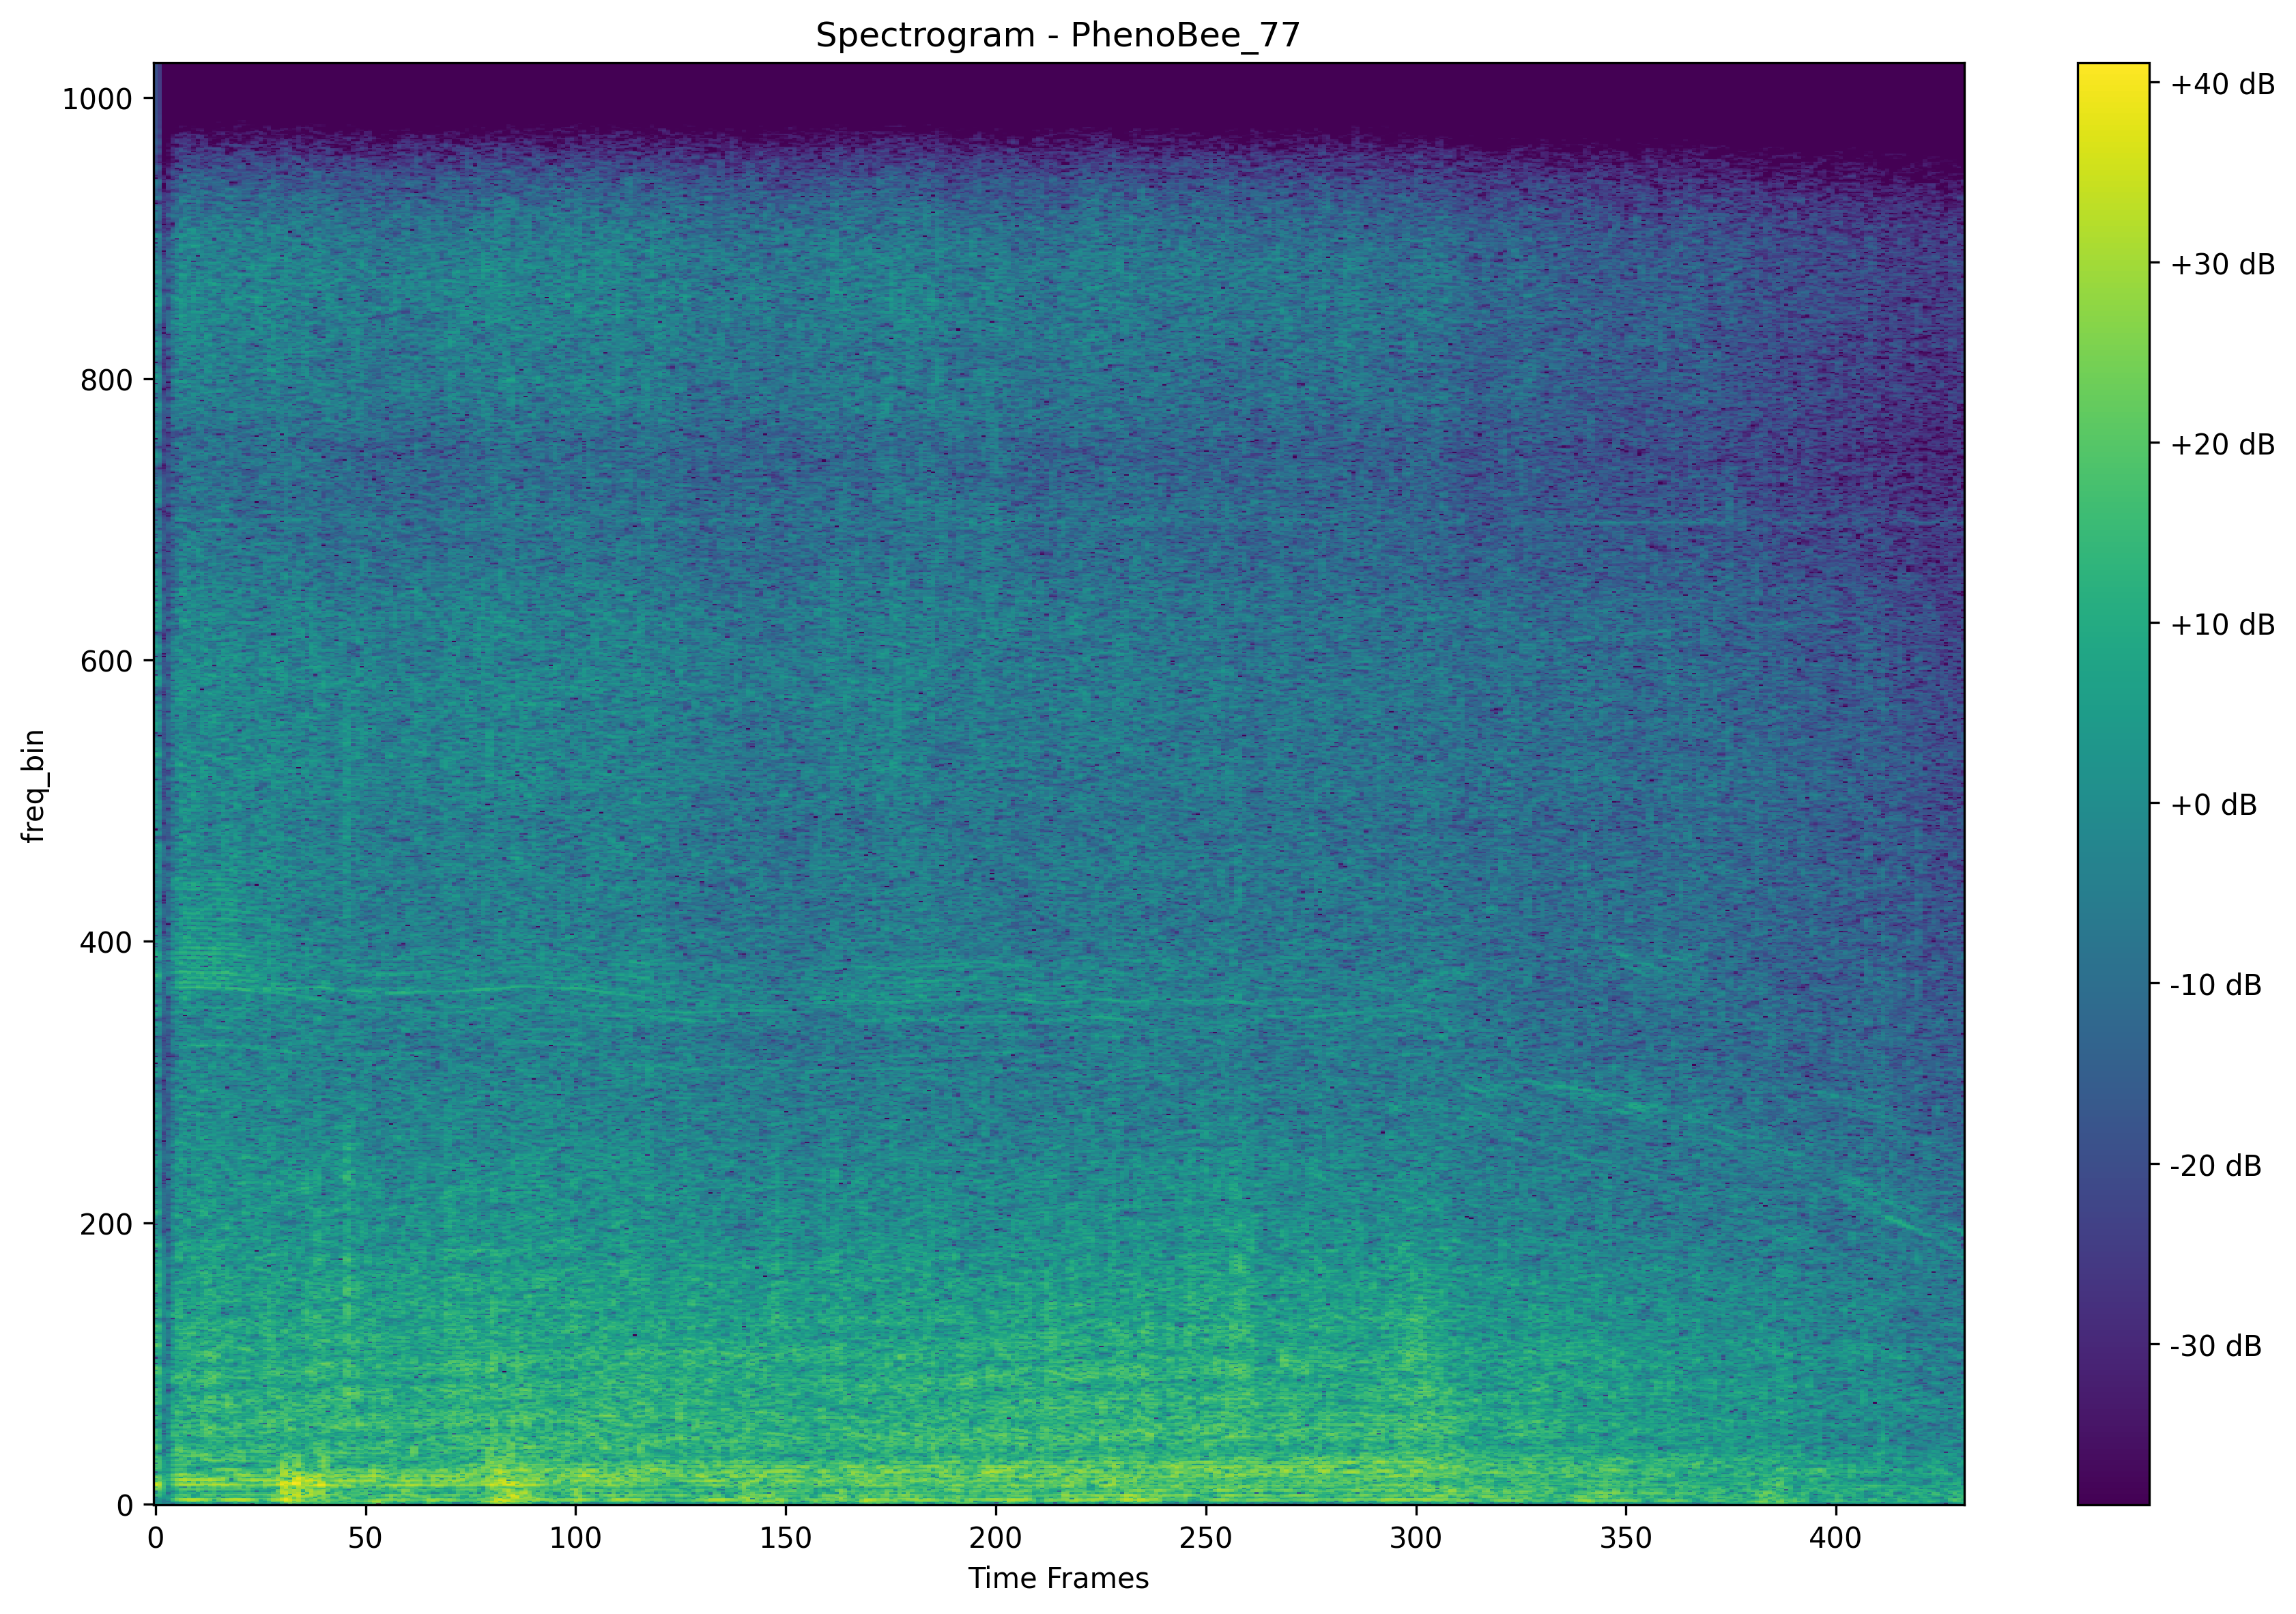 Spectrogram - PhenoBee_77
1000
800
600
400
200
0
freq_bin
0 50 100 150 200 250 300 350 400
Time Frames
+40 dB
+30 dB
+20 dB
+10 dB
+0 dB
-10 dB
-20 dB
-30 dB